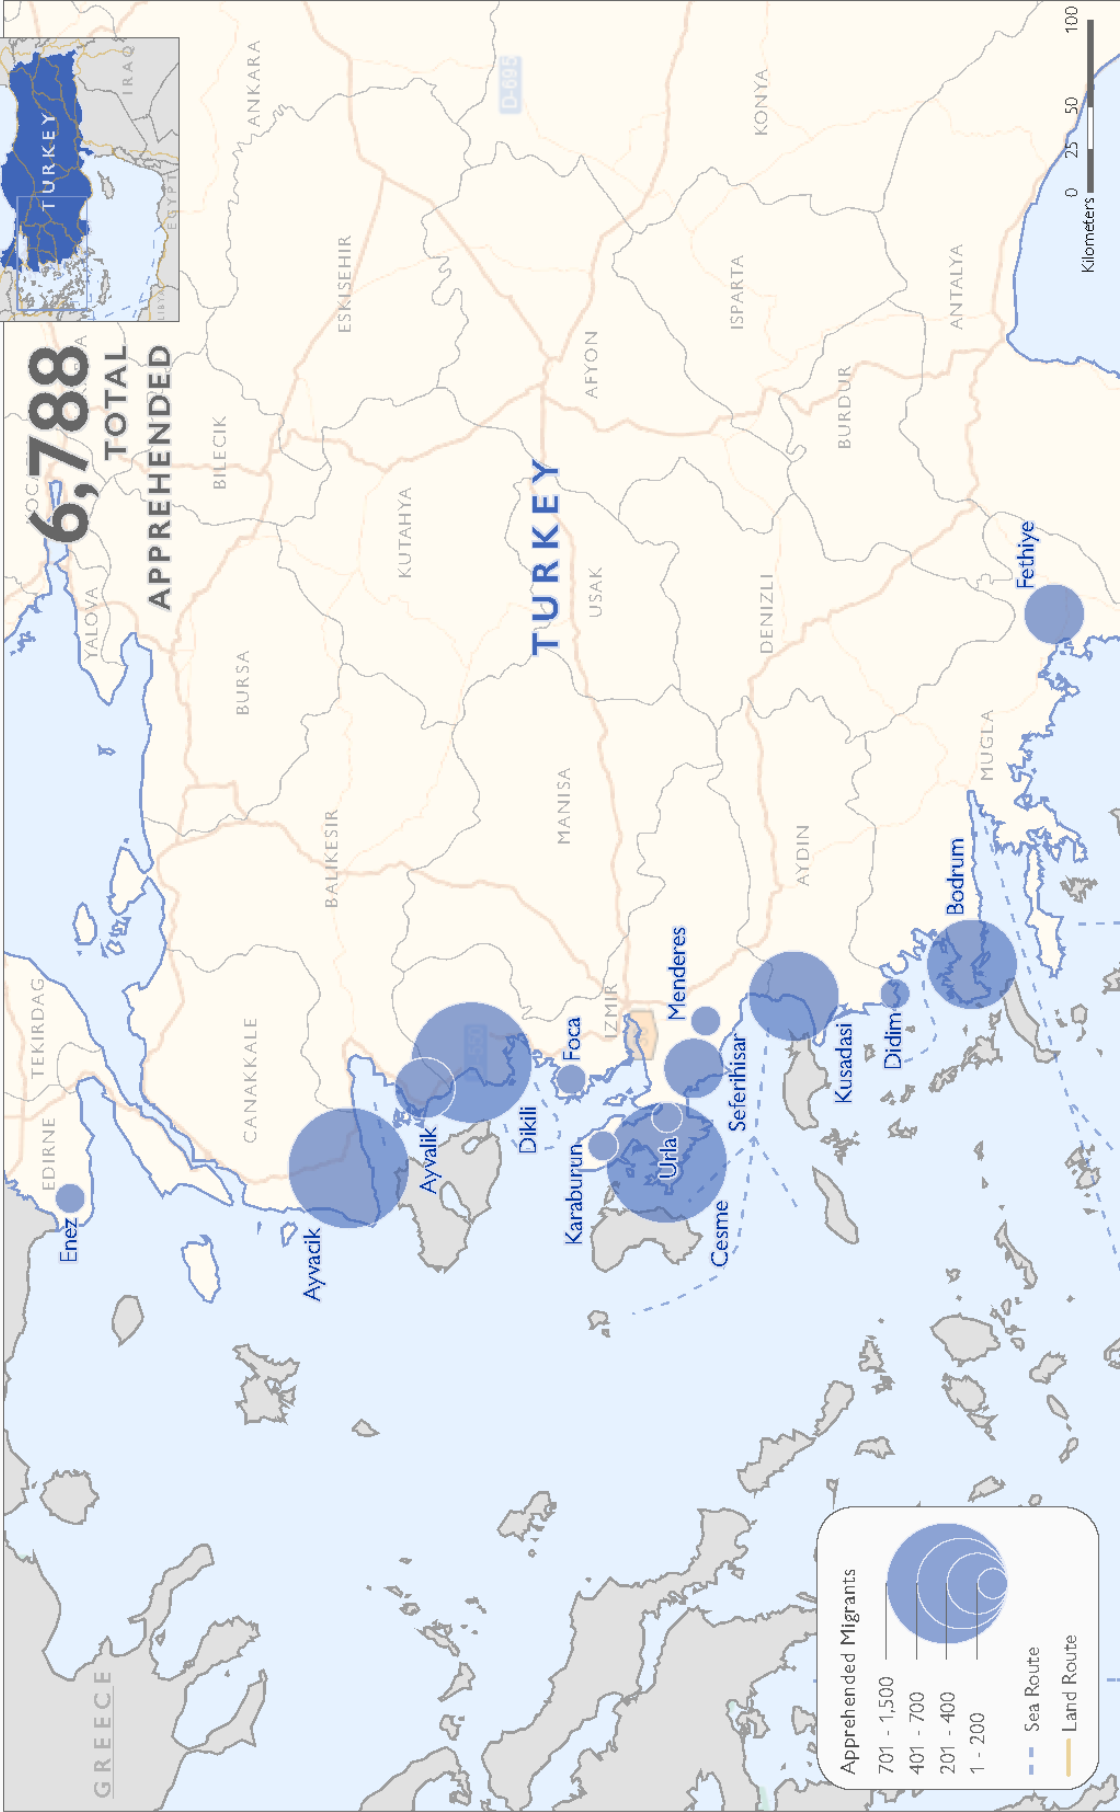 6,788
TOTAL
APPREHENDED
TURKEY
IRAQ
EGYPT
LIBYA
GREECE
TURKEY
EDIRNE
TEKIRDAG
YALOVA
BILECIK
ANKARA
CANAKKALE
BALIKESIR
BURSA
ESKISEHIR
KUTAHYA
D-695
MANISA
USAK
AFYON
KONYA
IZMIR
AYDIN
DENIZLI
ISPARTA
BURDUR
MUGLA
ANTALYA
Enez
Ayvacik
Ayvalik
Dikili
Foca
Karaburun
Urla
Cesme
Menderes
Seferihisar
Kusadasi
Didim
Bodrum
Fethiye
Apprehended Migrants
701 - 1,500
401 - 700
201 - 400
1 - 200
Sea Route
Land Route
0 25 50 100
Kilometers